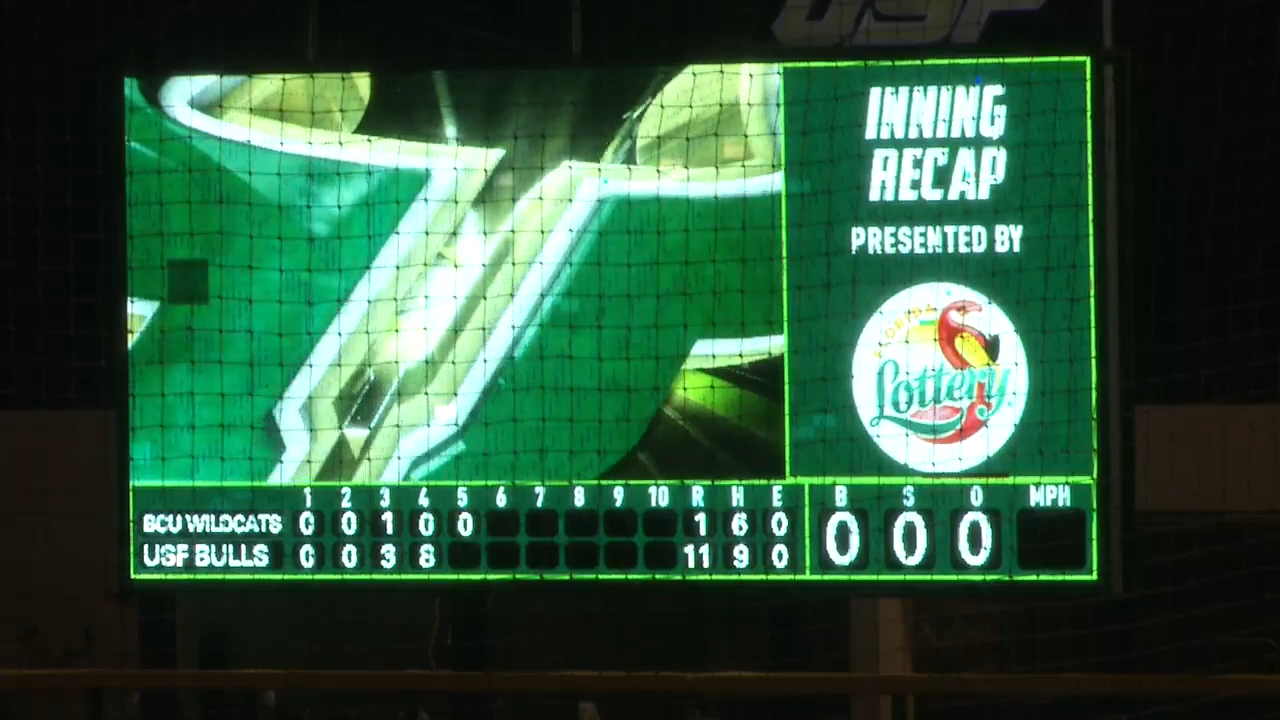 USF
INNING
RECAP
PRESENTED BY
FLORIDA
Lottery
1 2 3 4 5 6 7 8 9 10 R H E B S O MPH
BCU WILDCATS 0 0 1 0 0 1 6 0 0 0 0
USF BULLS 0 0 3 8 11 9 0